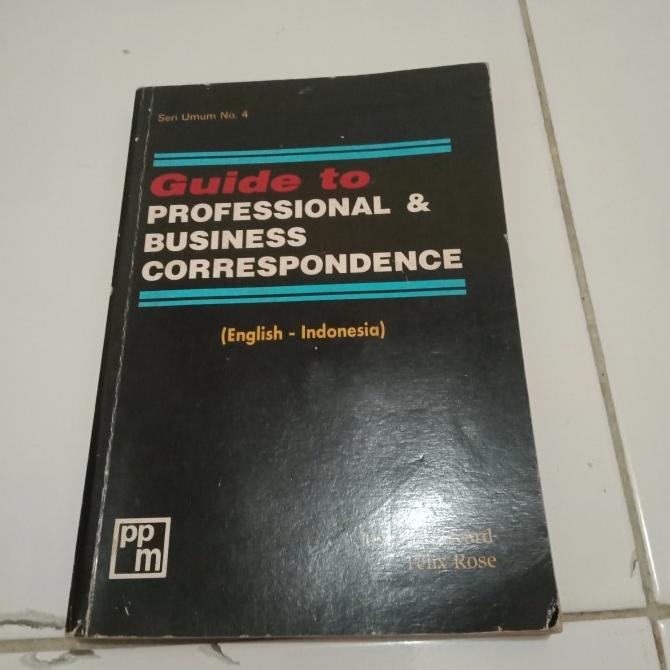 Seri Umum No. 4
Guide to
PROFESSIONAL &
BUSINESS
CORRESPONDENCE
(English - Indonesia)
ppm
Felix Rose